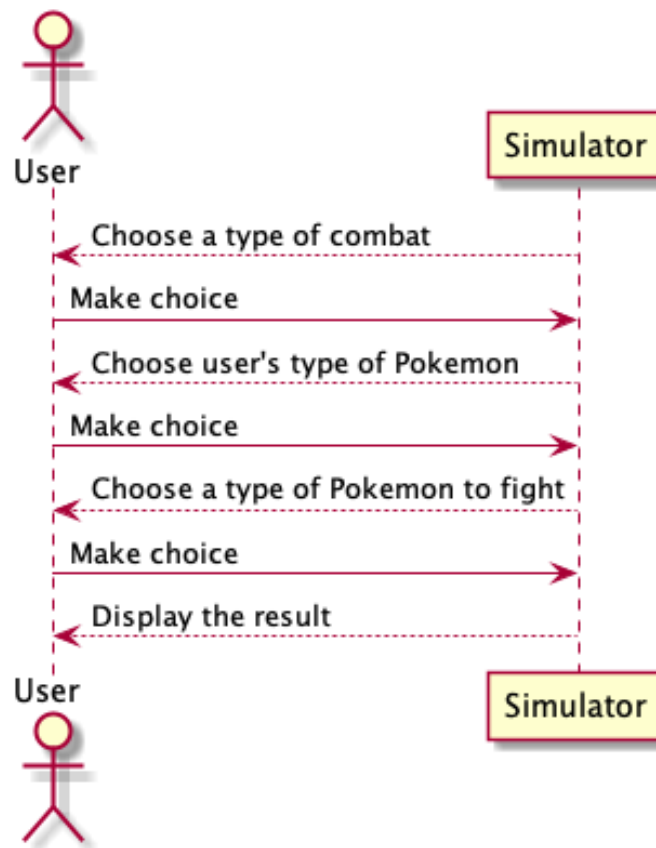 User
Simulator
Choose a type of combat
Make choice
Choose user's type of Pokemon
Make choice
Choose a type of Pokemon to fight
Make choice
Display the result
User
Simulator